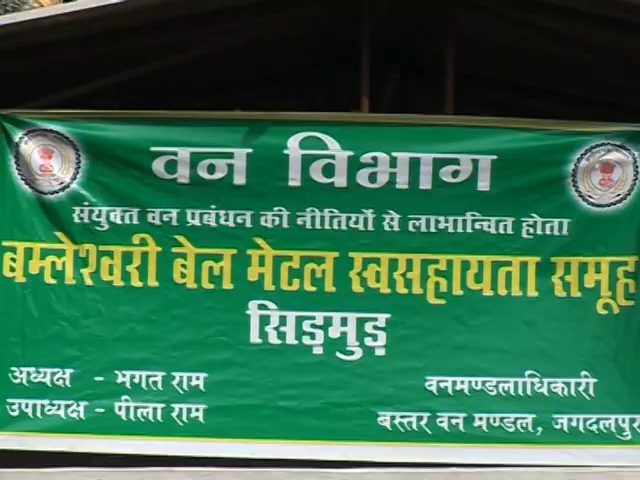 वन विभाग
संयुक्त वन प्रबंधन की नीतियों से लाभान्वित होता
बम्लेश्वरी बेल मेटल स्वसहायता समूह
सिड़मुड़
अध्यक्ष - भगत राम
उपाध्यक्ष - पीला राम
वनमण्डलाधिकारी
बस्तर वन मण्डल, जगदलपुर